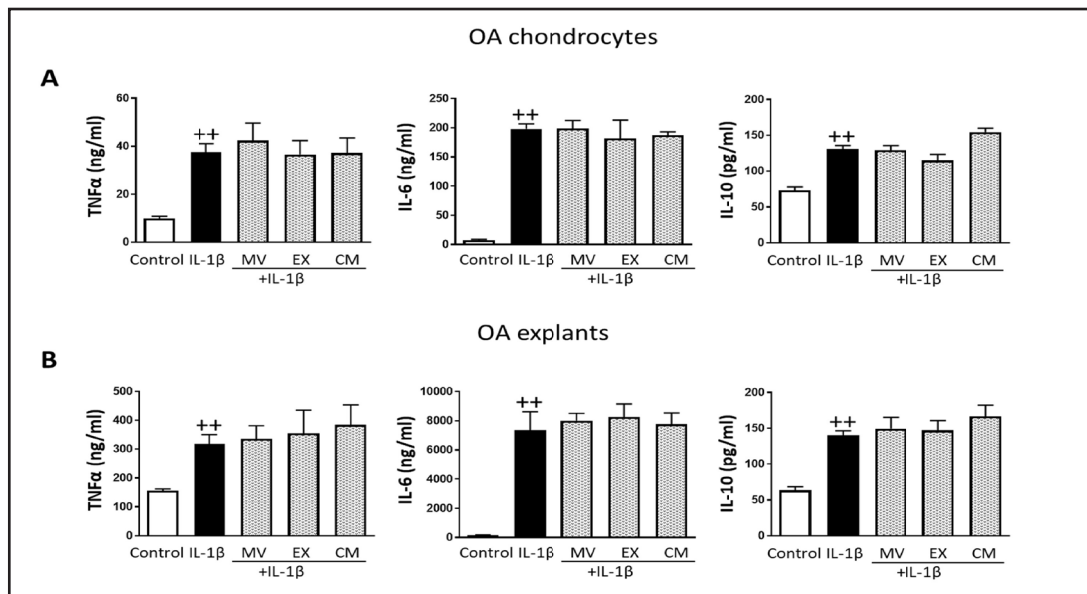 OA chondrocytes
A
TNFα (ng/ml)
60
40
20
0
++
Control IL-1β MV EX CM
+IL-1β
IL-6 (ng/ml)
250
200
150
100
50
0
++
Control IL-1β MV EX CM
+IL-1β
IL-10 (pg/ml)
200
150
100
50
0
++
Control IL-1β MV EX CM
+IL-1β
OA explants
B
TNFα (ng/ml)
500
400
300
200
100
0
++
Control IL-1β MV EX CM
+IL-1β
IL-6 (ng/ml)
10000
8000
6000
4000
2000
0
++
Control IL-1β MV EX CM
+IL-1β
IL-10 (pg/ml)
200
150
100
50
0
++
Control IL-1β MV EX CM
+IL-1β